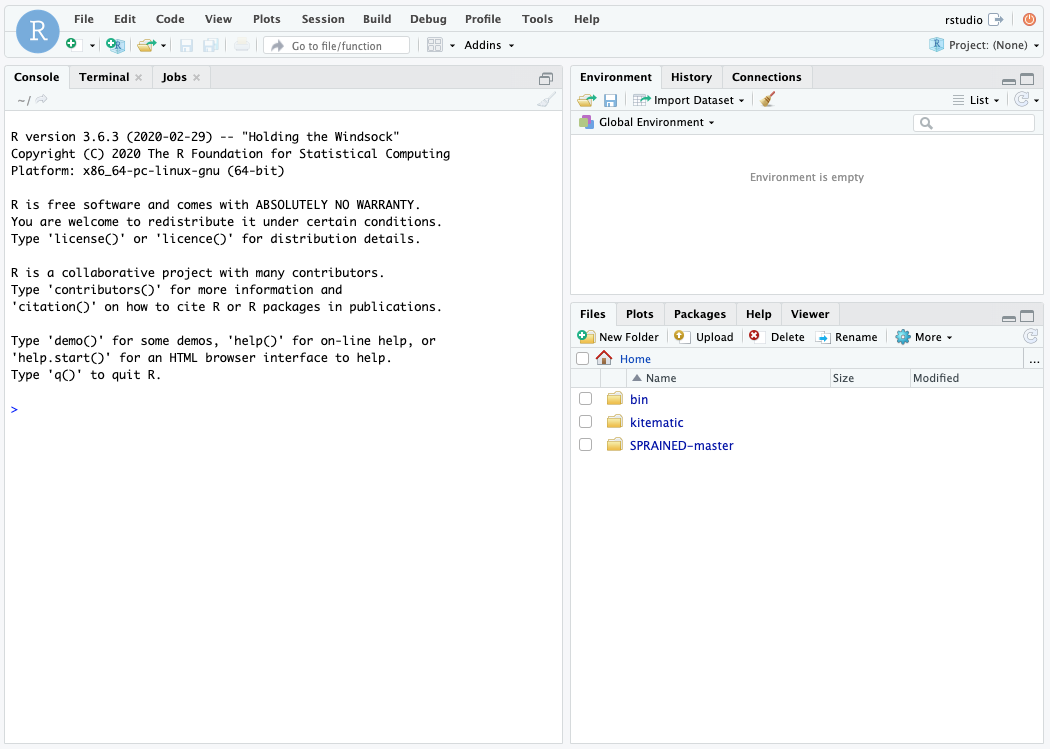 R
File Edit Code View Plots Session Build Debug Profile Tools Help
rstudio
Go to file/function
Addins
Project: (None)
Console Terminal Jobs
~/
R version 3.6.3 (2020-02-29) -- "Holding the Windsock"
Copyright (C) 2020 The R Foundation for Statistical Computing
Platform: x86_64-pc-linux-gnu (64-bit)
R is free software and comes with ABSOLUTELY NO WARRANTY.
You are welcome to redistribute it under certain conditions.
Type 'license()' or 'licence()' for distribution details.
R is a collaborative project with many contributors.
Type 'contributors()' for more information and
'citation()' on how to cite R or R packages in publications.
Type 'demo()' for some demos, 'help()' for on-line help, or
'help.start()' for an HTML browser interface to help.
Type 'q()' to quit R.
>
Environment History Connections
Import Dataset
List
Global Environment
Environment is empty
Files Plots Packages Help Viewer
New Folder Upload Delete Rename More
Home ...
Name Size Modified
bin
kitematic
SPRAINED-master